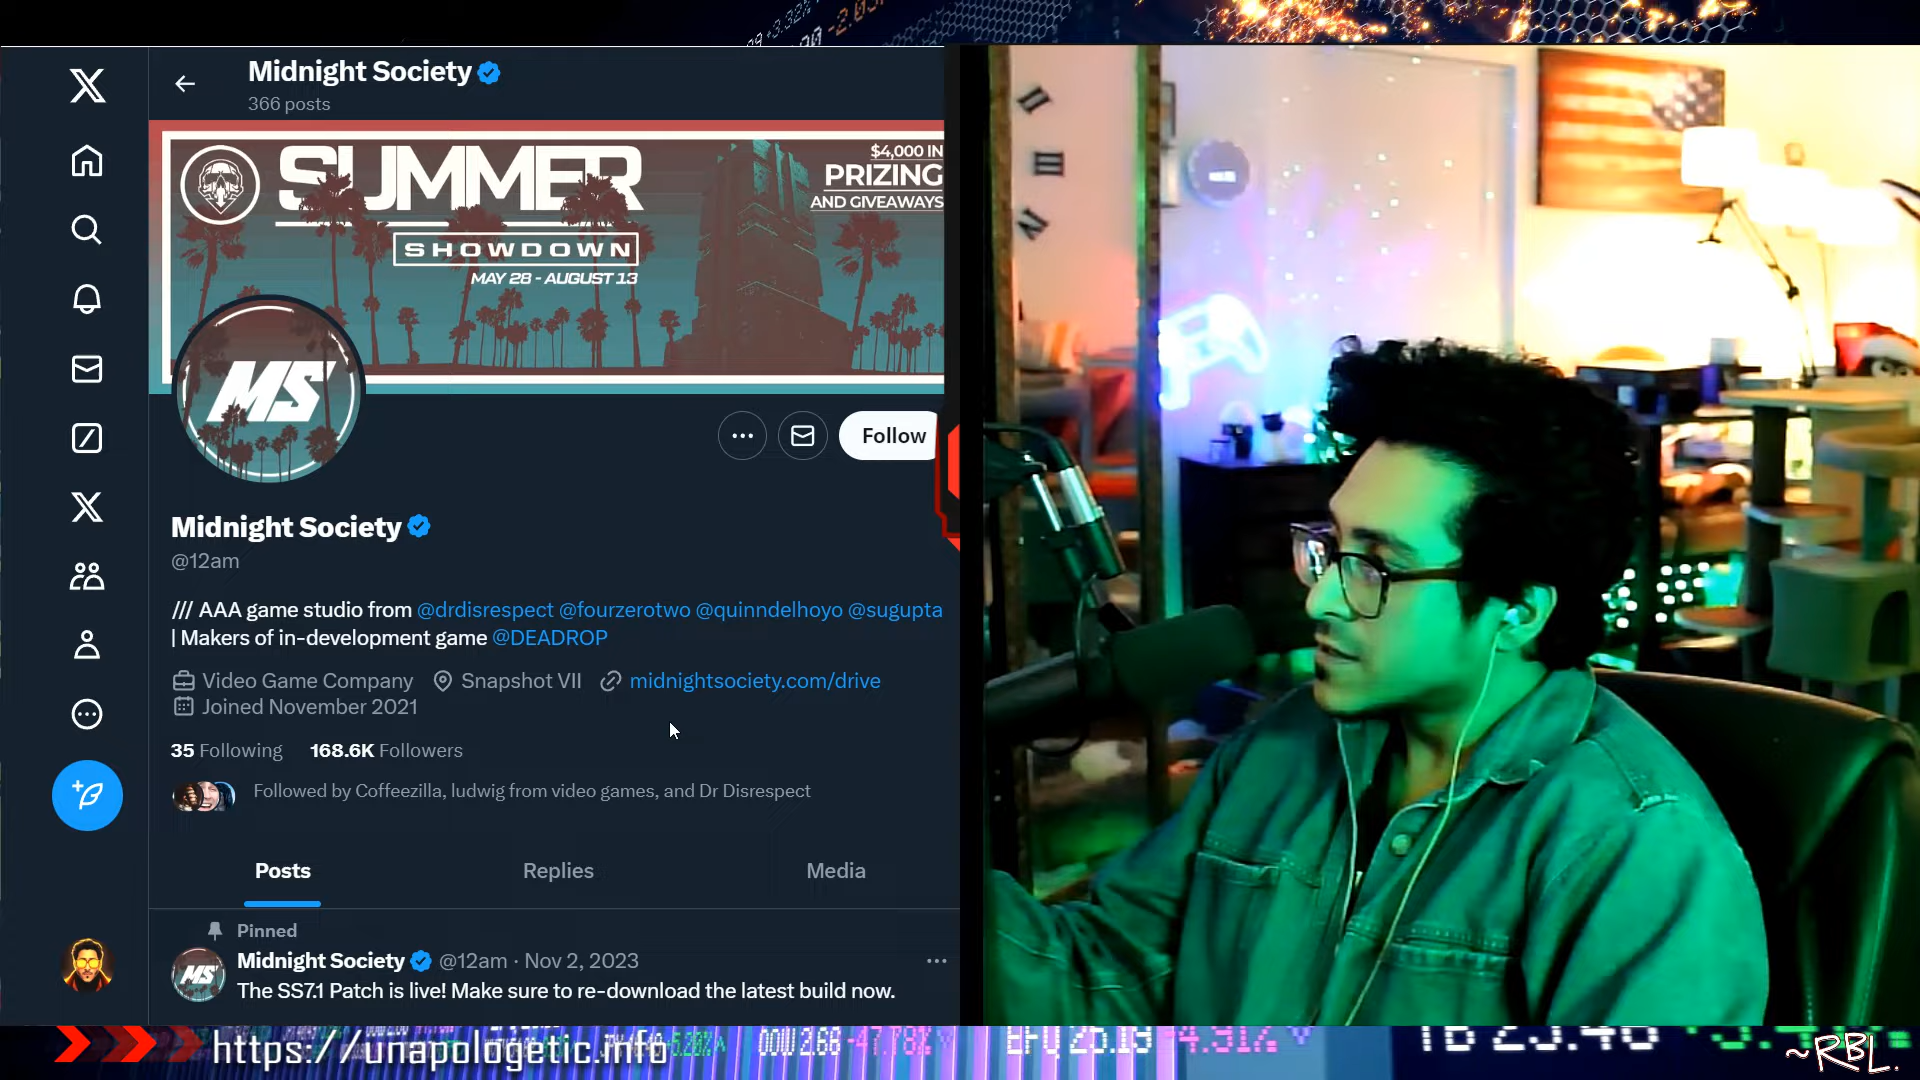 Midnight Society
366 posts
SUMMER
SHOWDOWN
MAY 28 - AUGUST 13
$4,000 IN
PRIZING
AND GIVEAWAYS
MS
Follow
Midnight Society
@12am
/// AAA game studio from @drdisrespect @fourzerotwo @quinndelhoyo @sugupta
| Makers of in-development game @DEADROP
Video Game Company Snapshot VII midnightsociety.com/drive
Joined November 2021
35 Following 168.6K Followers
Followed by Coffeezilla, ludwig from video games, and Dr Disrespect
Posts Replies Media
Pinned
Midnight Society @12am · Nov 2, 2023
MS
The SS7.1 Patch is live! Make sure to re-download the latest build now.
https://unapologetic.info
~RBL.